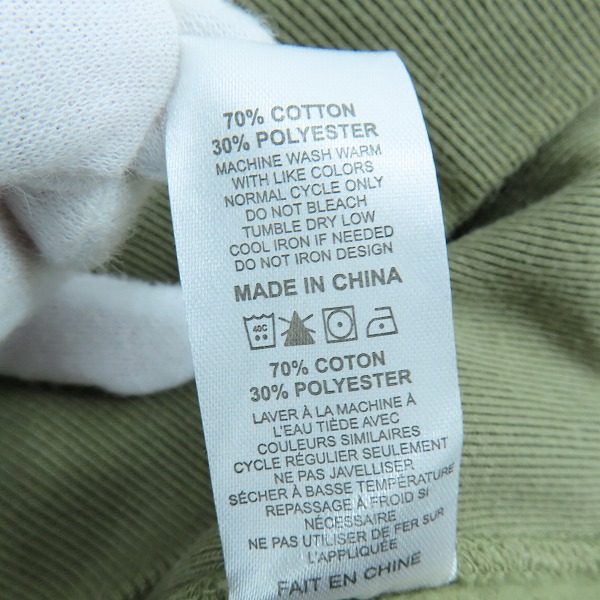 70% COTTON
30% POLYESTER
MACHINE WASH WARM
WITH LIKE COLORS
NORMAL CYCLE ONLY
DO NOT BLEACH
TUMBLE DRY LOW
COOL IRON IF NEEDED
DO NOT IRON DESIGN
MADE IN CHINA
40C
70% COTON
30% POLYESTER
LAVER À LA MACHINE À
L'EAU TIÈDE AVEC
COULEURS SIMILAIRES
CYCLE RÉGULIER SEULEMENT
NE PAS JAVELLISER
SÉCHER À BASSE TEMPÉRATURE
REPASSAGE À FROID SI
NÉCESSAIRE
NE PAS UTILISER DE FER SUR
L'APPLIQUÉE
FAIT EN CHINE